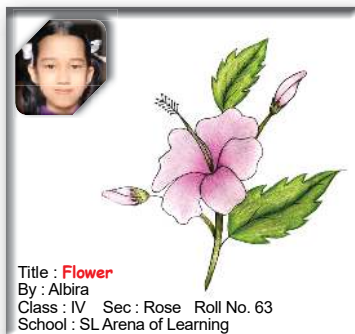 Title : Flower
By : Albira
Class : IV Sec : Rose Roll No. 63
School : SL Arena of Learning